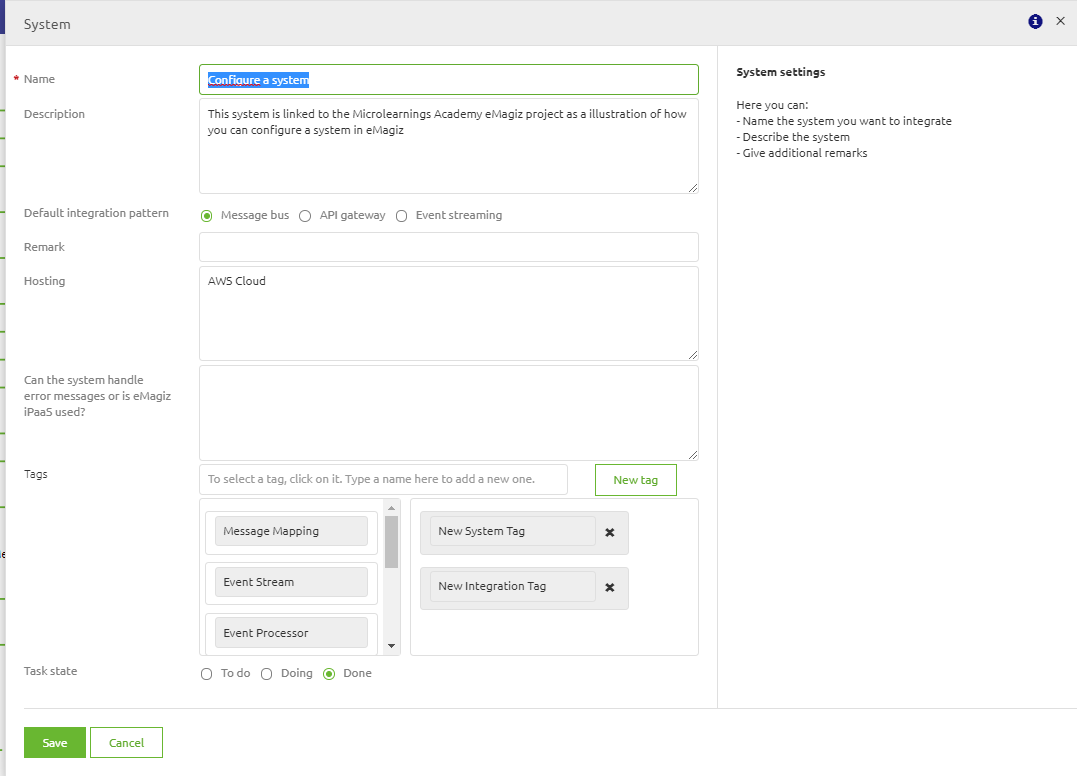 System
* Name
Configure a system
Description
This system is linked to the Microlearnings Academy eMagiz project as a illustration of how
you can configure a system in eMagiz
Default integration pattern
Message bus
API gateway
Event streaming
Remark
Hosting
AWS Cloud
Can the system handle
error messages or is eMagiz
iPaaS used?
Tags
To select a tag, click on it. Type a name here to add a new one.
New tag
Message Mapping
Event Stream
Event Processor
New System Tag
New Integration Tag
Task state
To do
Doing
Done
Save
Cancel
System settings
Here you can:
- Name the system you want to integrate
- Describe the system
- Give additional remarks